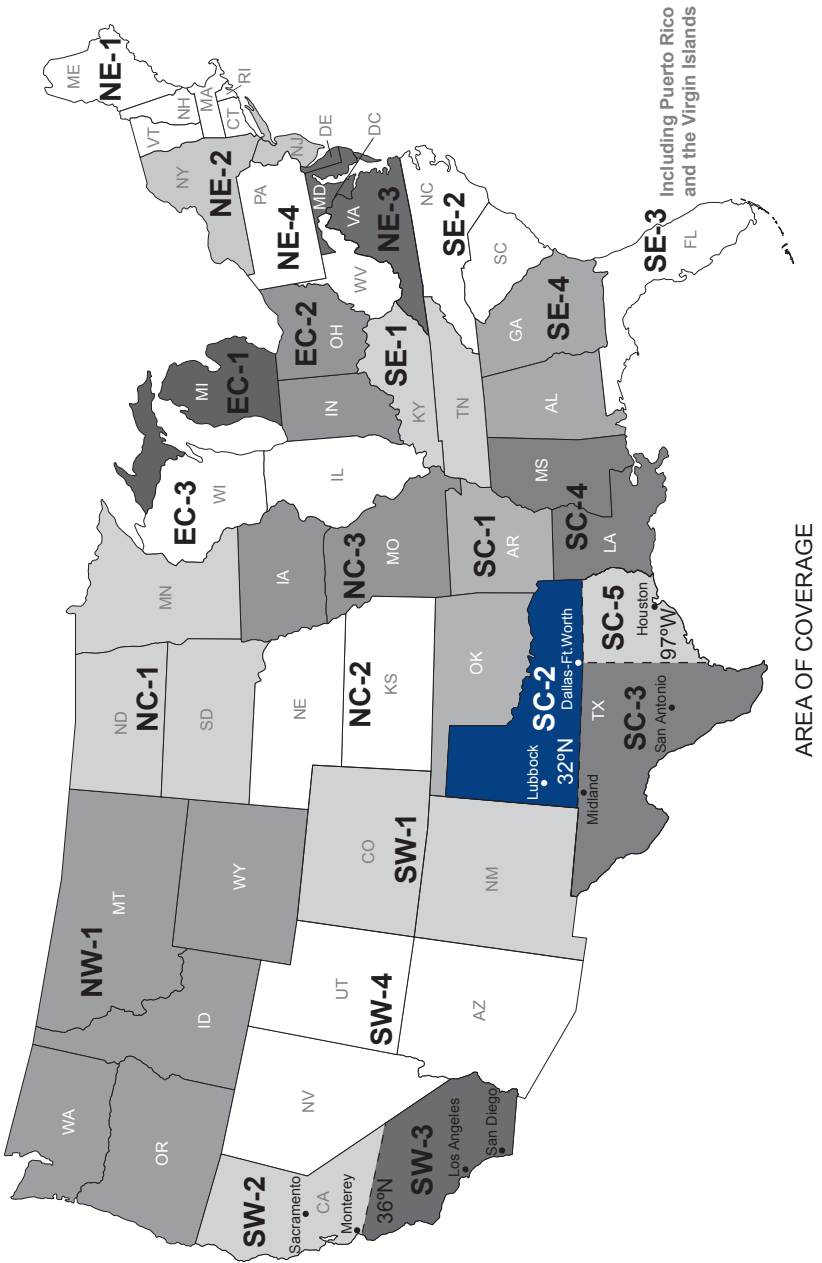 WA
OR
ID
NW-1
MT
WY
ND
NC-1
SD
MN
NE
NC-2
KS
IA
NC-3
MO
EC-3
WI
IL
MI
EC-1
IN
EC-2
OH
ME
NE-1
VT
NH
MA
RI
CT
NY
NE-2
NJ
PA
NE-4
DE
DC
MD
VA
NE-3
WV
SE-1
KY
TN
NC
SE-2
SC
GA
SE-4
AL
SE-3
Including Puerto Rico
and the Virgin Islands
FL
MS
SC-4
LA
SC-1
AR
OK
SC-2
Lubbock
Dallas-Ft.Worth
32ºN
TX
Midland
SC-3
San Antonio
SC-5
Houston
97ºW
CO
SW-1
NM
UT
SW-4
AZ
NV
SW-2
Sacramento
CA
Monterey
36ºN
SW-3
Los Angeles
San Diego
AREA OF COVERAGE